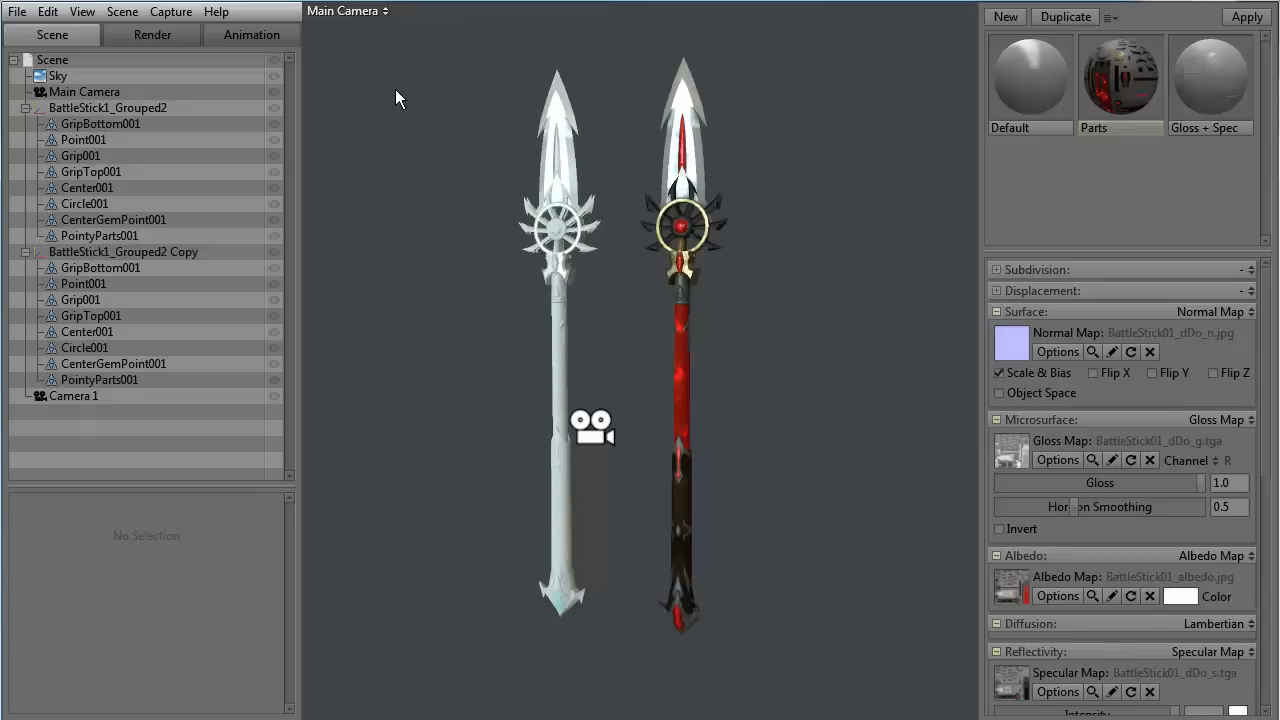 File Edit View Scene Capture Help
Scene Render Animation
Scene
Sky
Main Camera
BattleStick1_Grouped2
GripBottom001
Point001
Grip001
GripTop001
Center001
Circle001
CenterGemPoint001
PointyParts001
BattleStick1_Grouped2 Copy
GripBottom001
Point001
Grip001
GripTop001
Center001
Circle001
CenterGemPoint001
PointyParts001
Camera 1
No Selection
Main Camera
New Duplicate Apply
Default Parts Gloss + Spec
Subdivision: -
Displacement: -
Surface: Normal Map
Normal Map: BattleStick01_dDo_n.jpg
Options
Scale & Bias Flip X Flip Y Flip Z
Object Space
Microsurface: Gloss Map
Gloss Map: BattleStick01_dDo_g.tga
Options Channel R
Gloss 1.0
Smoothing 0.5
Invert
Albedo: Albedo Map
Albedo Map: BattleStick01_albedo.jpg
Options Color
Diffusion: Lambertian
Reflectivity: Specular Map
Specular Map: BattleStick01_dDo_s.tga
Options
Intensity